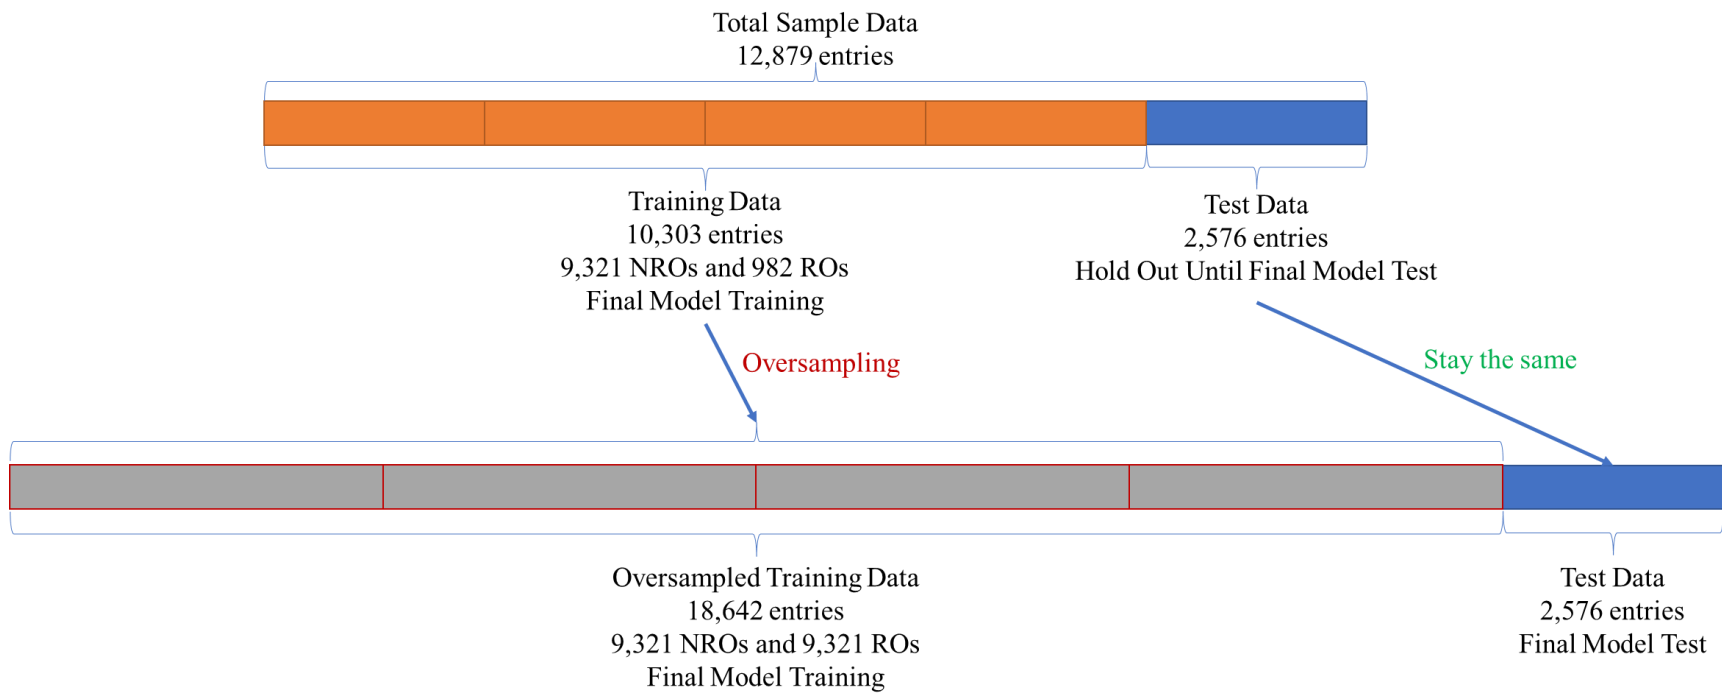 Total Sample Data
12,879 entries
Training Data
10,303 entries
9,321 NROs and 982 ROs
Final Model Training
Test Data
2,576 entries
Hold Out Until Final Model Test
Oversampling
Stay the same
Oversampled Training Data
18,642 entries
9,321 NROs and 9,321 ROs
Final Model Training
Test Data
2,576 entries
Final Model Test